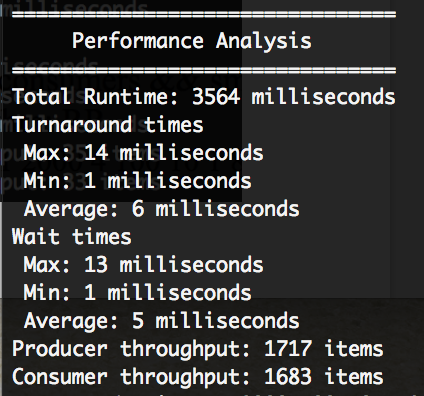 ================================
Performance Analysis
================================
Total Runtime: 3564 milliseconds
Turnaround times
Max: 14 milliseconds
Min: 1 milliseconds
Average: 6 milliseconds
Wait times
Max: 13 milliseconds
Min: 1 milliseconds
Average: 5 milliseconds
Producer throughput: 1717 items
Consumer throughput: 1683 items